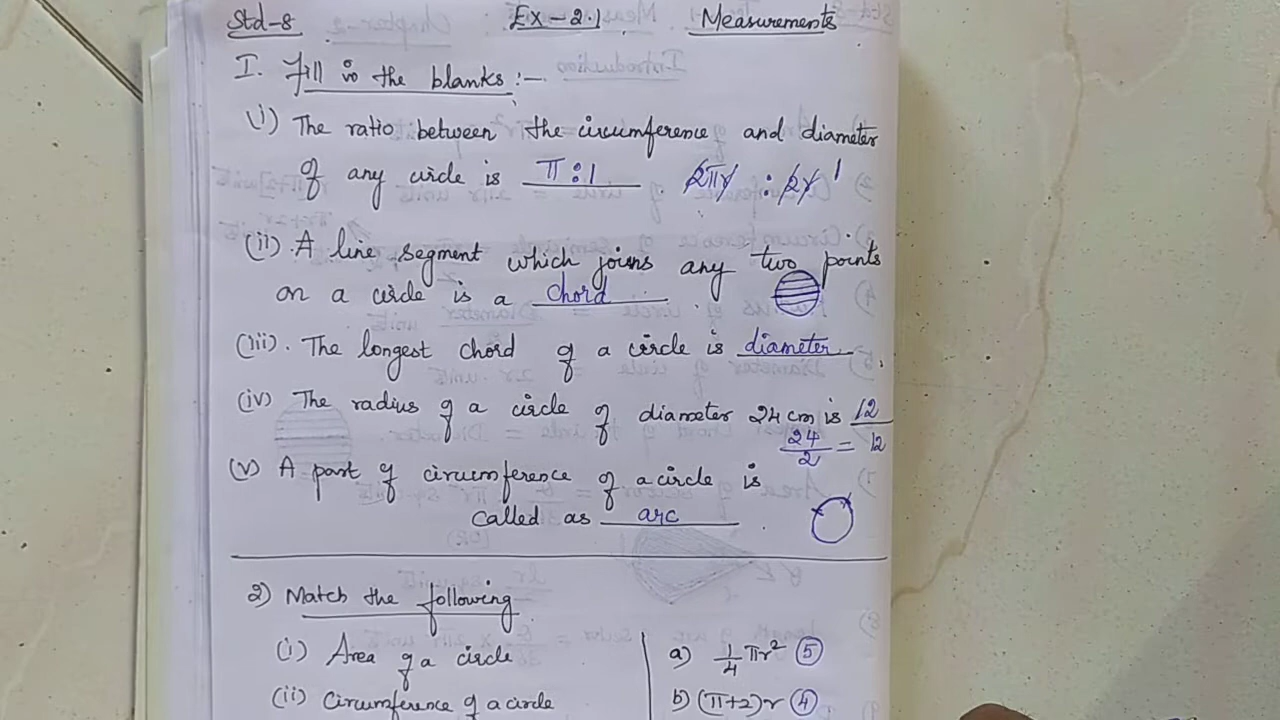 Std-8 Ex-2.1 Measurements
I. Fill in the blanks :-
(i) The ratio between the circumference and diameter
of any circle is π:1 2πr : 2r 1
(ii). A line segment which joins any two points
on a circle is a chord.
(iii). The longest chord of a circle is diameter.
(iv) The radius of a circle of diameter 24 cm is 12
24/2 = 12
(v) A part of circumference of a circle is
called as arc.
2) Match the following
(i) Area of a circle a) 1/4 πr² 5
(ii) Circumference of a circle b) (π+2)r 4